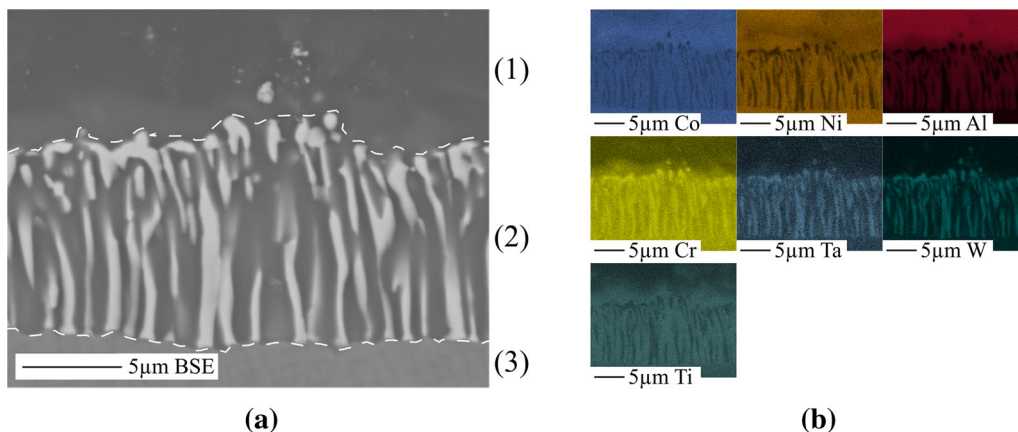 (1)
(2)
(3)
5µm BSE
5µm Co
5µm Ni
5µm Al
5µm Cr
5µm Ta
5µm W
5µm Ti
(a)
(b)